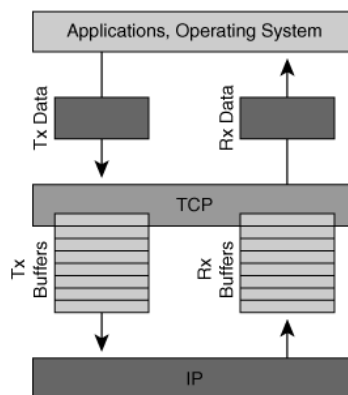 Applications, Operating System
Tx Data
Rx Data
TCP
Tx
Buffers
Rx
Buffers
IP